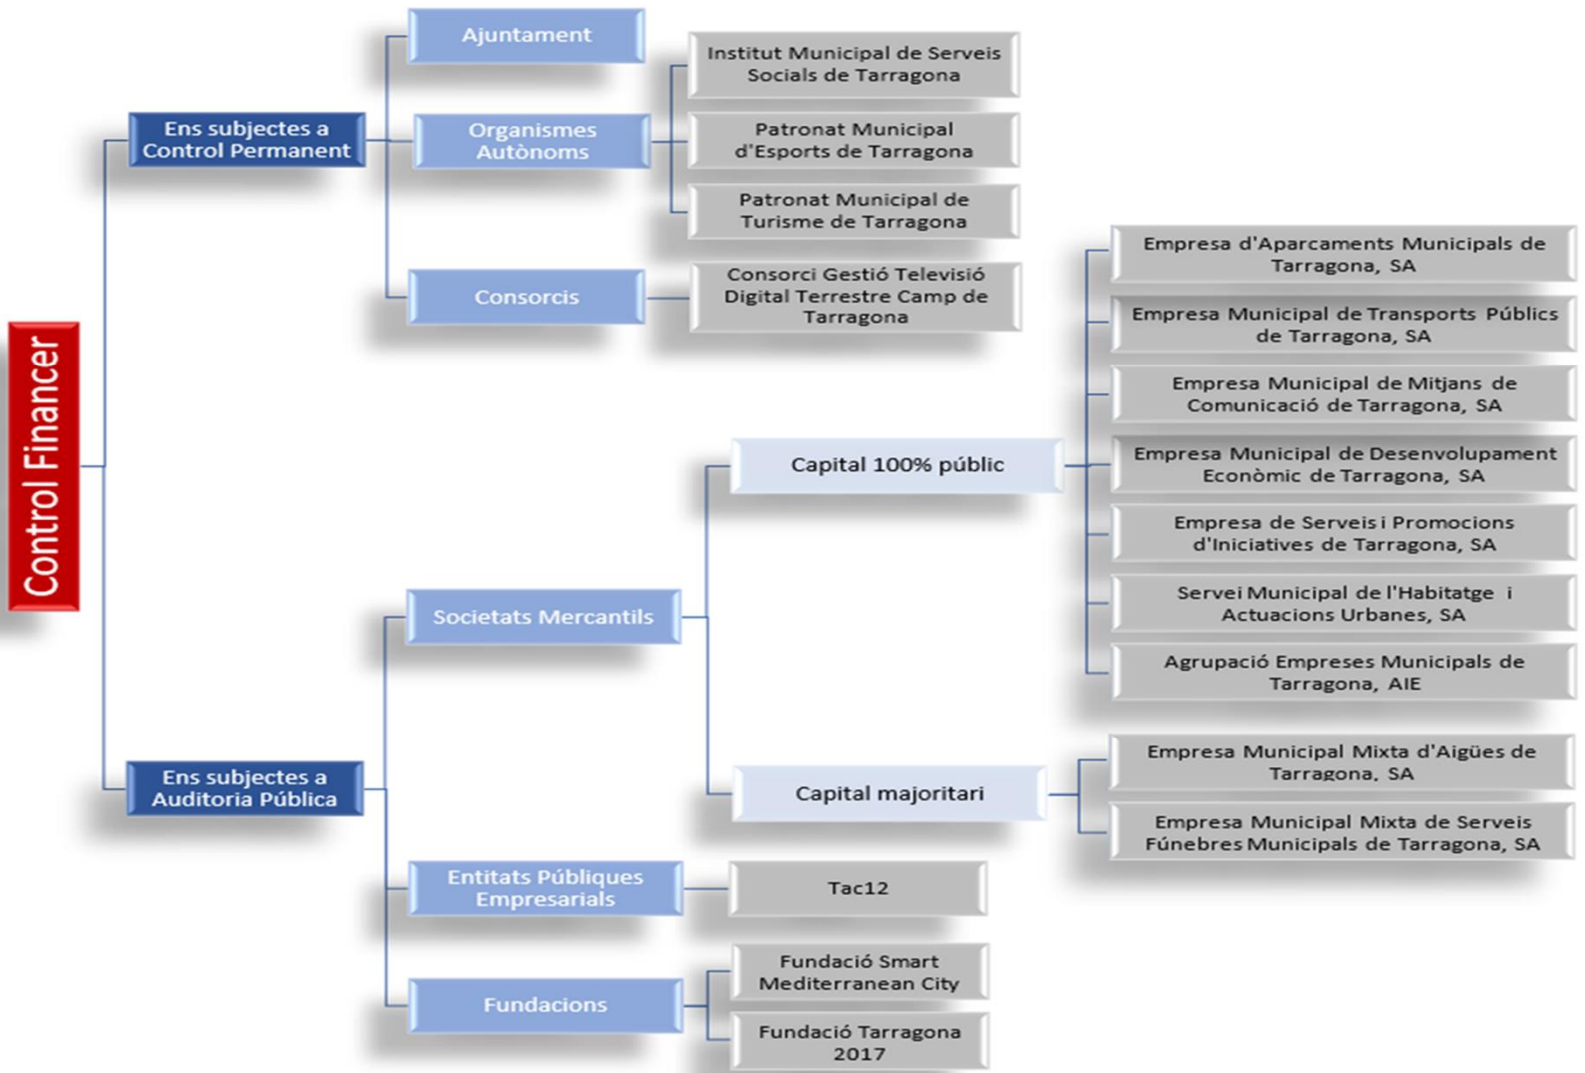 Control Financer
Ens subjectes a
Control Permanent
Ajuntament
Organismes
Autònoms
Institut Municipal de Serveis
Socials de Tarragona
Patronat Municipal
d'Esports de Tarragona
Patronat Municipal de
Turisme de Tarragona
Consorcis
Consorci Gestió Televisió
Digital Terrestre Camp de
Tarragona
Ens subjectes a
Auditoria Pública
Societats Mercantils
Capital 100% públic
Empresa d'Aparcaments Municipals de
Tarragona, SA
Empresa Municipal de Transports Públics
de Tarragona, SA
Empresa Municipal de Mitjans de
Comunicació de Tarragona, SA
Empresa Municipal de Desenvolupament
Econòmic de Tarragona, SA
Empresa de Serveis i Promocions
d'Iniciatives de Tarragona, SA
Servei Municipal de l'Habitatge i
Actuacions Urbanes, SA
Agrupació Empreses Municipals de
Tarragona, AIE
Capital majoritari
Empresa Municipal Mixta d'Aigües de
Tarragona, SA
Empresa Municipal Mixta de Serveis
Fúnebres Municipals de Tarragona, SA
Entitats Públiques
Empresarials
Tac12
Fundacions
Fundació Smart
Mediterranean City
Fundació Tarragona
2017